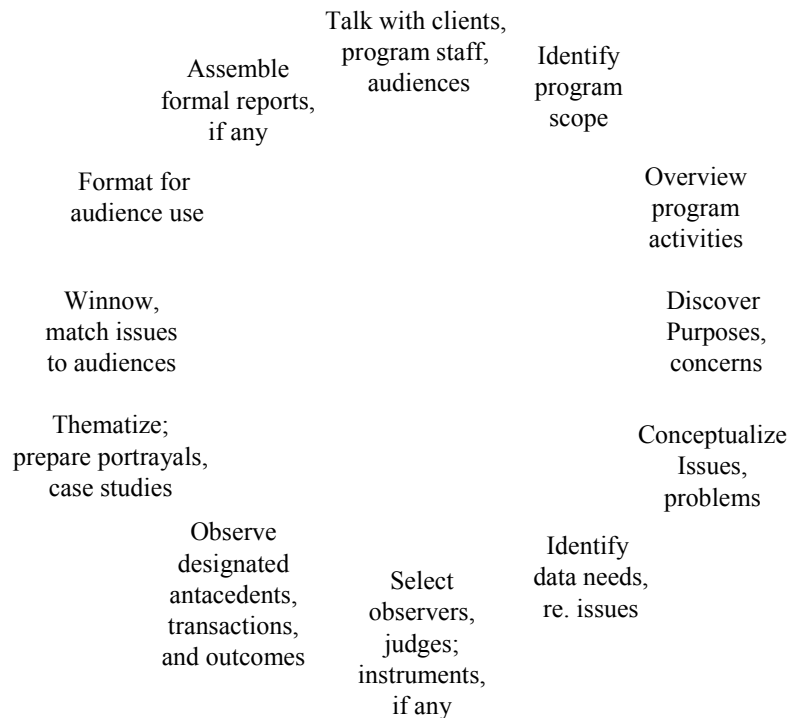 Talk with clients,
program staff,
audiences
Identify
program
scope
Overview
program
activities
Discover
Purposes,
concerns
Conceptualize
Issues,
problems
Identify
data needs,
re. issues
Select
observers,
judges;
instruments,
if any
Observe
designated
antacedents,
transactions,
and outcomes
Thematize;
prepare portrayals,
case studies
Winnow,
match issues
to audiences
Format for
audience use
Assemble
formal reports,
if any